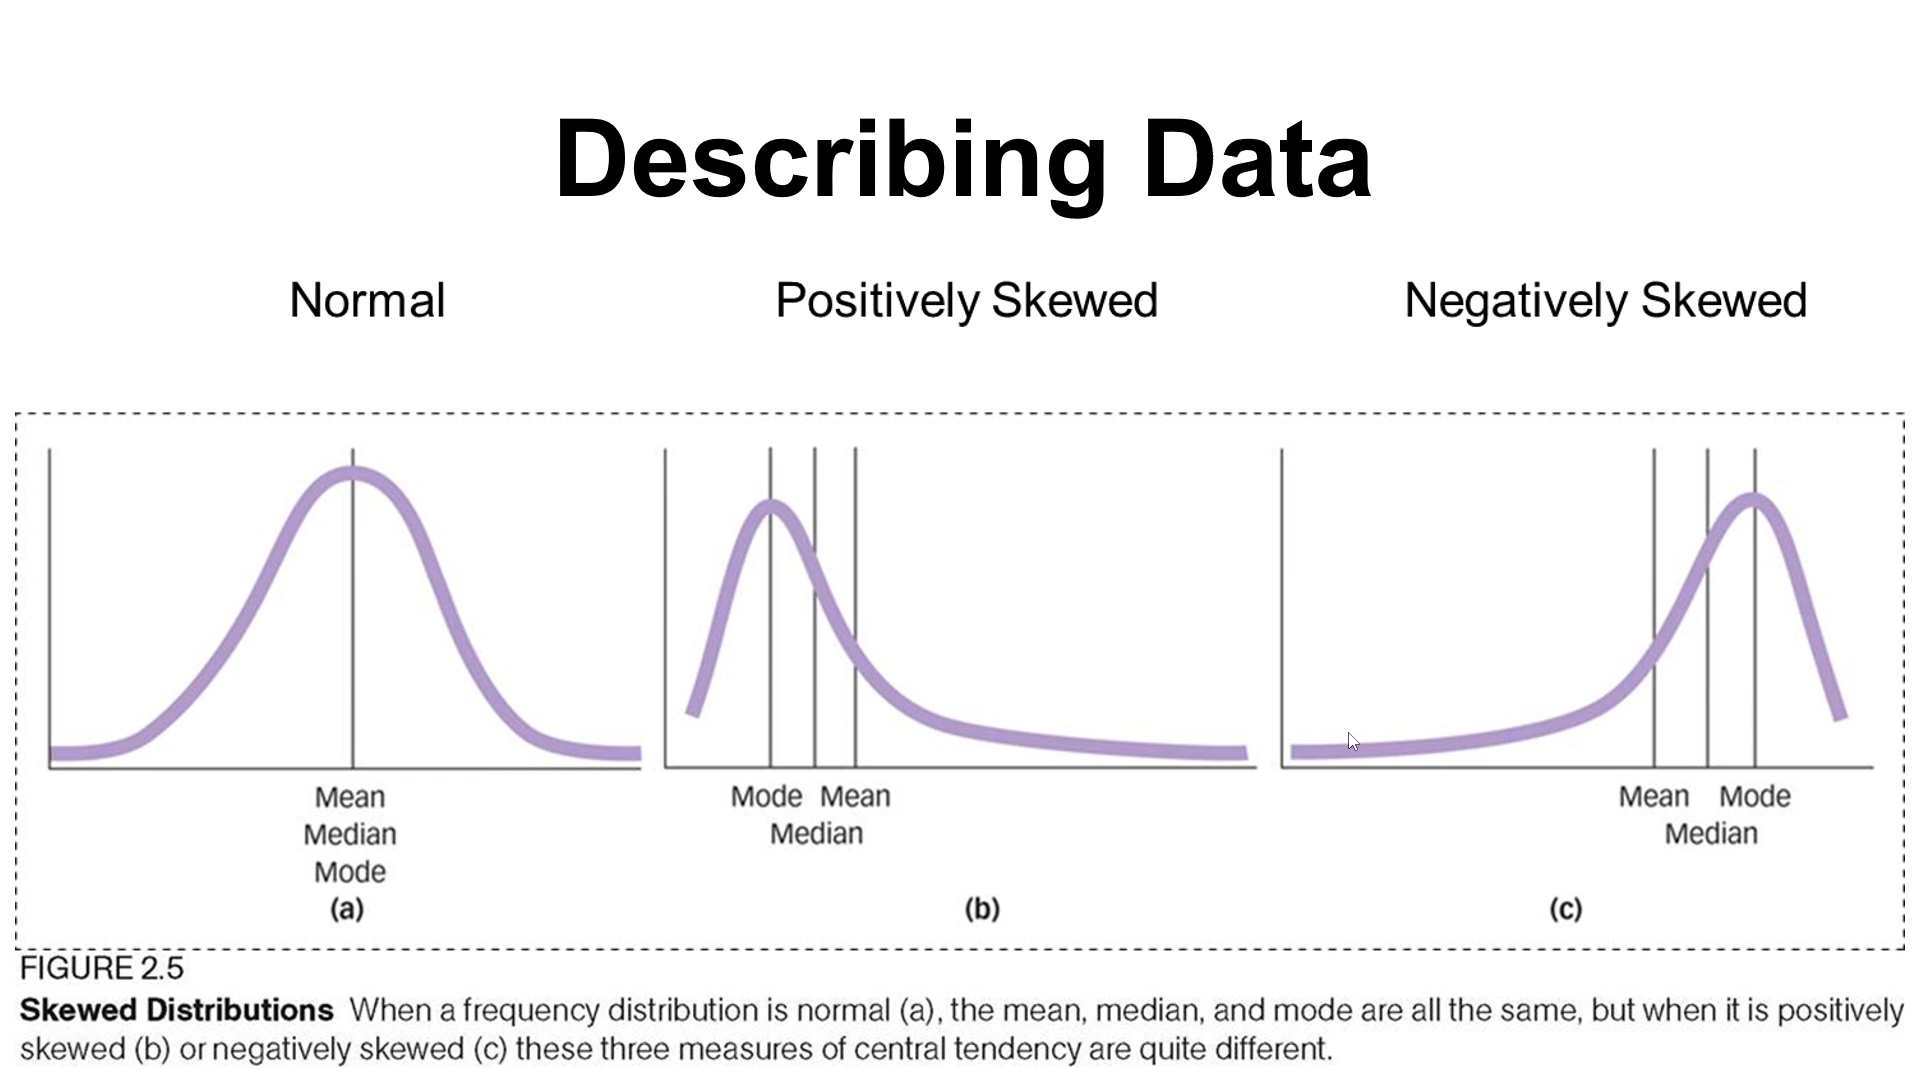 Describing Data
Normal
Positively Skewed
Negatively Skewed
Mean
Median
Mode
(a)
Mode Mean
Median
(b)
Mean Mode
Median
(c)
FIGURE 2.5
Skewed Distributions When a frequency distribution is normal (a), the mean, median, and mode are all the same, but when it is positively
skewed (b) or negatively skewed (c) these three measures of central tendency are quite different.